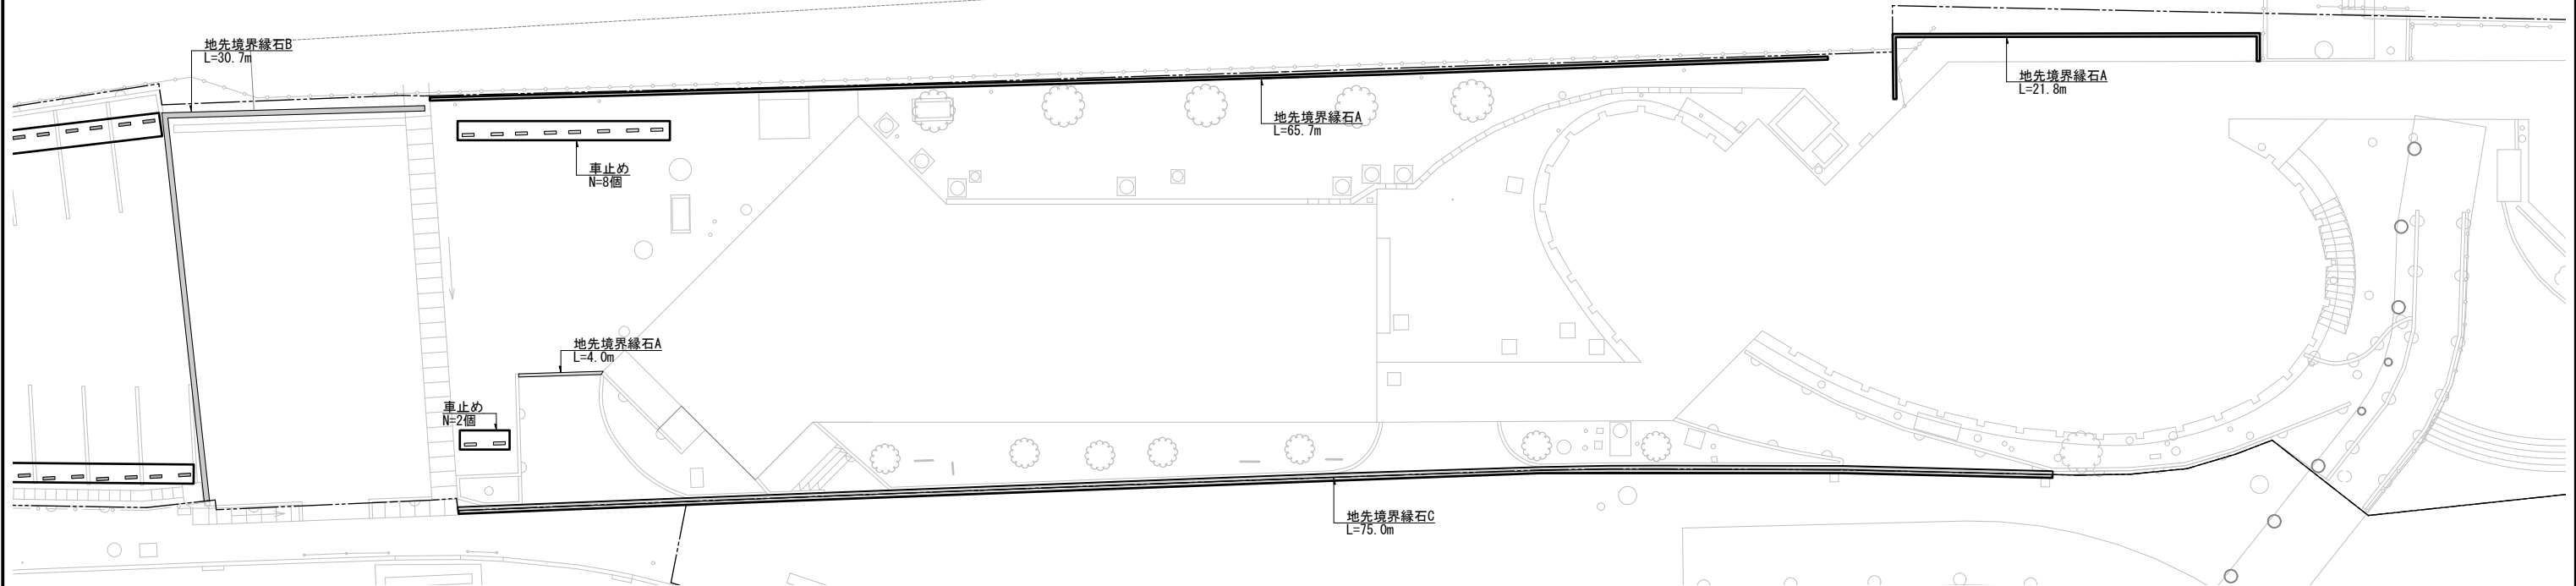 地先境界縁石B
L=30.7m
地先境界縁石A
L=21.8m
地先境界縁石A
L=65.7m
車止め
N=8個
地先境界縁石A
L=4.0m
車止め
N=2個
地先境界縁石C
L=75.0m